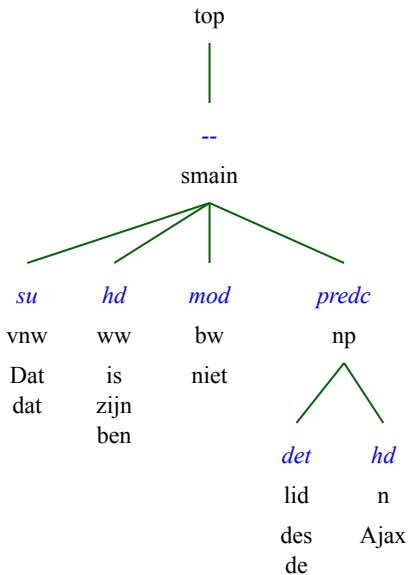 top
--
smain
su hd mod predc
vnw ww bw np
Dat is niet
dat zijn
ben
det hd
lid n
des Ajax
de